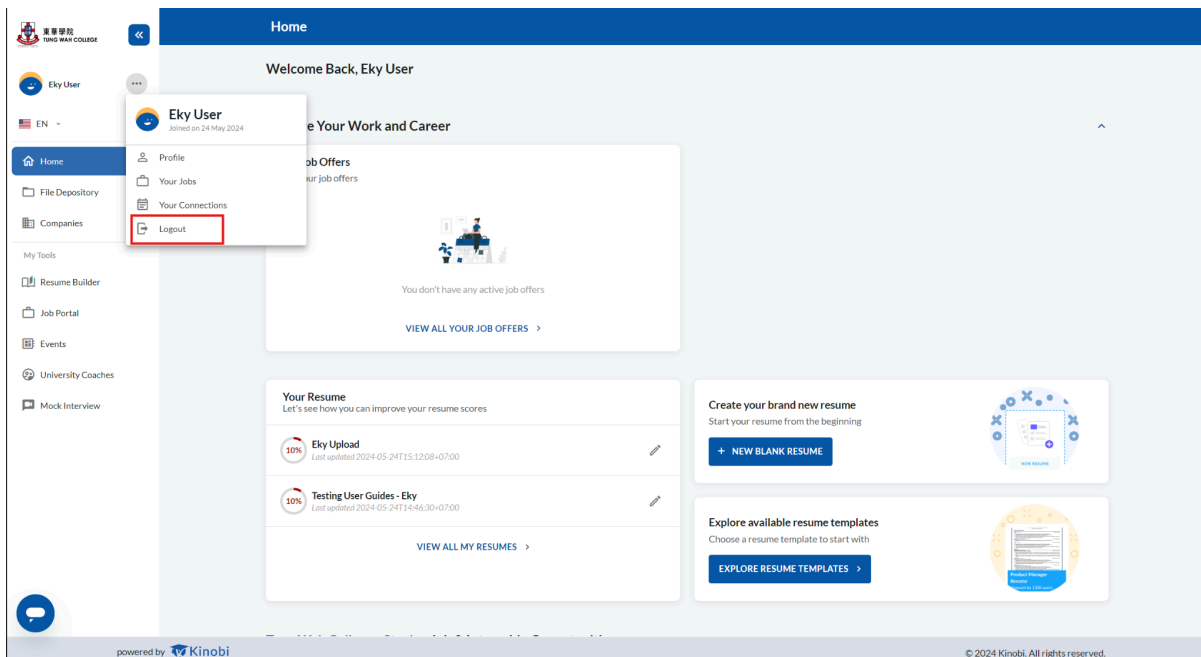 東華學院
TUNG WAH COLLEGE
Home
Eky User
Welcome Back, Eky User
EN
Eky User
Joined on 24 May 2024
Profile
Your Jobs
Your Connections
Logout
Home
File Depository
Companies
My Tools
Resume Builder
Job Portal
Events
University Coaches
Mock Interview
e Your Work and Career
ob Offers
ur job offers
You don't have any active job offers
VIEW ALL YOUR JOB OFFERS
Your Resume
Let's see how you can improve your resume scores
10%
Eky Upload
Last updated 2024-05-24T15:12:08+07:00
10%
Testing User Guides - Eky
Last updated 2024-05-24T14:46:30+07:00
VIEW ALL MY RESUMES
Create your brand new resume
Start your resume from the beginning
+ NEW BLANK RESUME
NEW RESUME
Explore available resume templates
Choose a resume template to start with
EXPLORE RESUME TEMPLATES
Product Manager
Resume
powered by Kinobi
© 2024 Kinobi. All rights reserved.